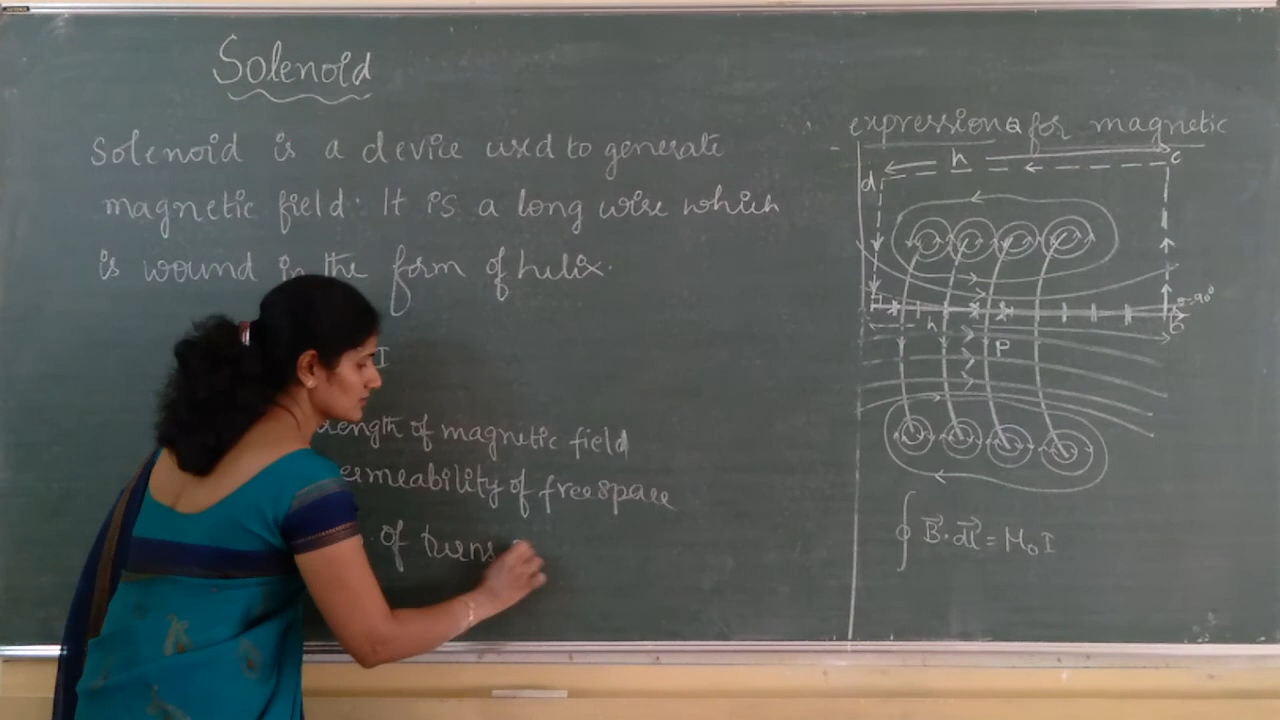 Solenoid
Solenoid is a device used to generate
magnetic field. It is a long wire which
is wound in the form of helix.
I
rength of magnetic field
ermeability of free space
. of turns
expressions for magnetic
h
c
d
θ=90°
h
b
P
∮ B⃗·dl⃗ = μ₀I